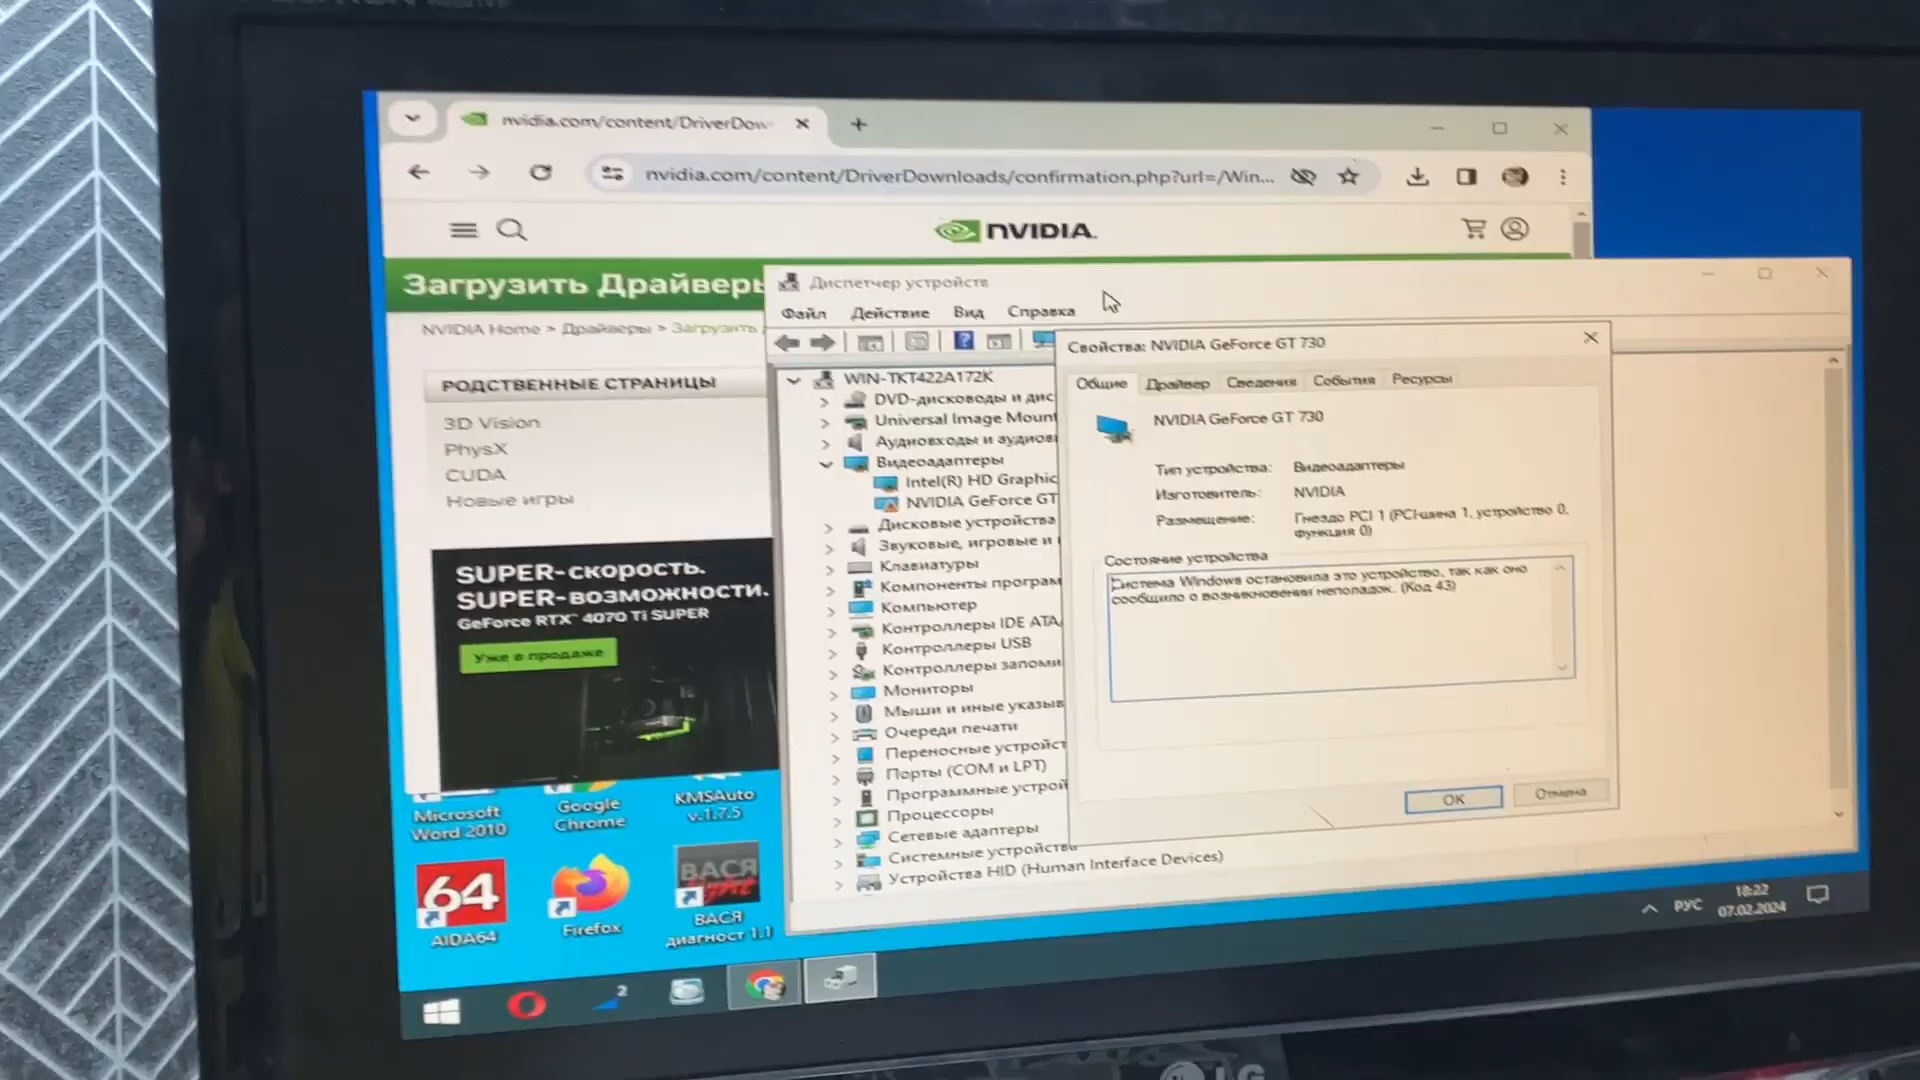 nvidia.com/content/DriverDow
nvidia.com/content/DriverDownloads/confirmation.php?url=/Win...
NVIDIA.
Загрузить Драйверы
NVIDIA Home > Драйверы > Загрузить
РОДСТВЕННЫЕ СТРАНИЦЫ
3D Vision
PhysX
CUDA
Новые игры
SUPER-скорость.
SUPER-возможности.
GeForce RTX™ 4070 Ti SUPER
Уже в продаже
Диспетчер устройств
Файл Действие Вид Справка
WIN-TKT422A172K
DVD-дисководы и дис
Universal Image Mount
Аудиовходы и аудиовы
Видеоадаптеры
Intel(R) HD Graphic
NVIDIA GeForce GT
Дисковые устройства
Звуковые, игровые и
Клавиатуры
Компоненты програм
Компьютер
Контроллеры IDE ATA
Контроллеры USB
Контроллеры запоми
Мониторы
Мыши и иные указыв
Очереди печати
Переносные устройст
Порты (COM и LPT)
Программные устрой
Процессоры
Сетевые адаптеры
Системные устройства
Устройства HID (Human Interface Devices)
Свойства: NVIDIA GeForce GT 730
Общие Драйвер Сведения События Ресурсы
NVIDIA GeForce GT 730
Тип устройства: Видеоадаптеры
Изготовитель: NVIDIA
Размещение: Гнездо PCI 1 (PCI-шина 1, устройство 0,
функция 0)
Состояние устройства
Система Windows остановила это устройство, так как оно
сообщило о возникновении неполадок. (Код 43)
OK Отмена
Microsoft
Word 2010
Google
Chrome
KMSAuto
v.1.7.5
64
AIDA64
Firefox
ВАСЯ
ВАСЯ
диагност 1.1
2
РУС
18:22
07.02.2024
LG